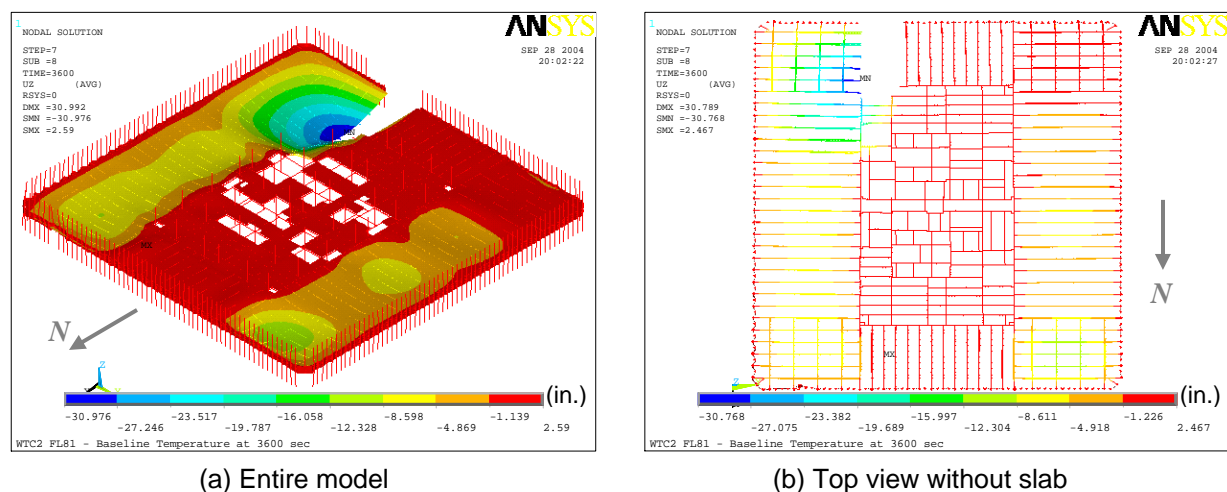 1
NODAL SOLUTION
STEP=7
SUB =8
TIME=3600
UZ (AVG)
RSYS=0
DMX =30.992
SMN =-30.976
SMX =2.59
ANSYS
SEP 28 2004
20:02:22
MN
MX
N
Z
-30.976 -23.517 -16.058 -8.598 -1.139 (in.)
-27.246 -19.787 -12.328 -4.869 2.59
WTC2 FL81 - Baseline Temperature at 3600 sec
(a) Entire model
1
NODAL SOLUTION
STEP=7
SUB =8
TIME=3600
UZ (AVG)
RSYS=0
DMX =30.789
SMN =-30.768
SMX =2.467
ANSYS
SEP 28 2004
20:02:27
MN
MX
N
Z
-30.768 -23.382 -15.997 -8.611 -1.226 (in.)
-27.075 -19.689 -12.304 -4.918 2.467
WTC2 FL81 - Baseline Temperature at 3600 sec
(b) Top view without slab